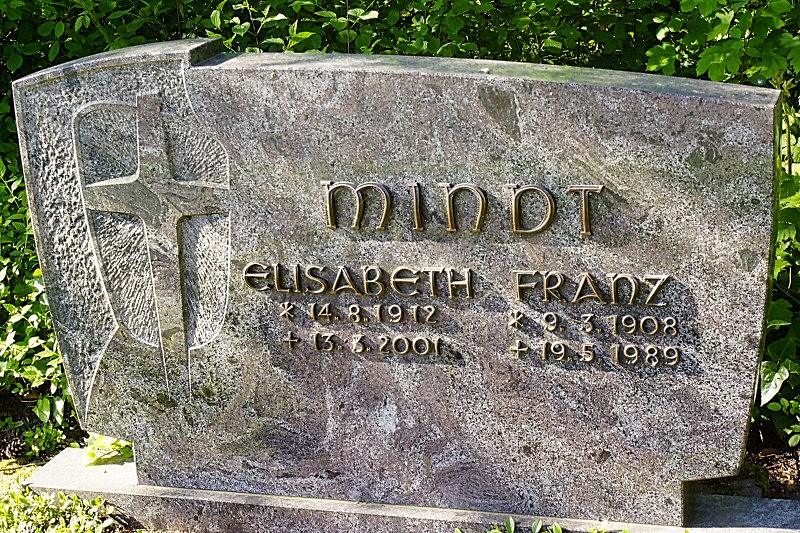 MINDT
ELISABETH FRANZ
* 14.8.1912 * 9.3.1908
+ 13.3.2001 + 19.5.1989